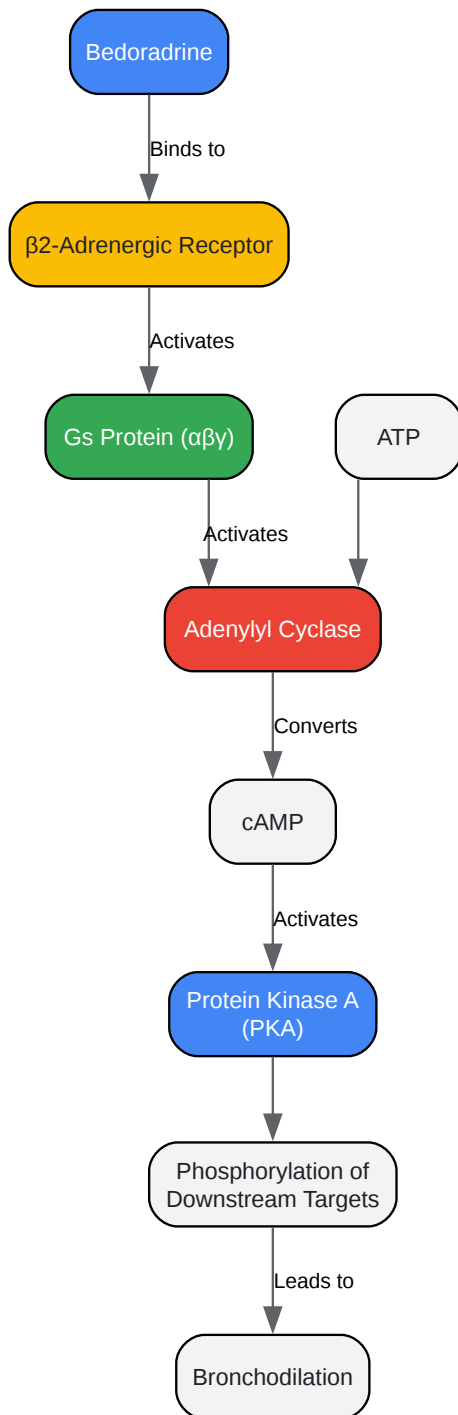 Bedoradrine
Binds to
β2-Adrenergic Receptor
Activates
Gs Protein (αβγ)
ATP
Activates
Adenylyl Cyclase
Converts
cAMP
Activates
Protein Kinase A
(PKA)
Phosphorylation of
Downstream Targets
Leads to
Bronchodilation